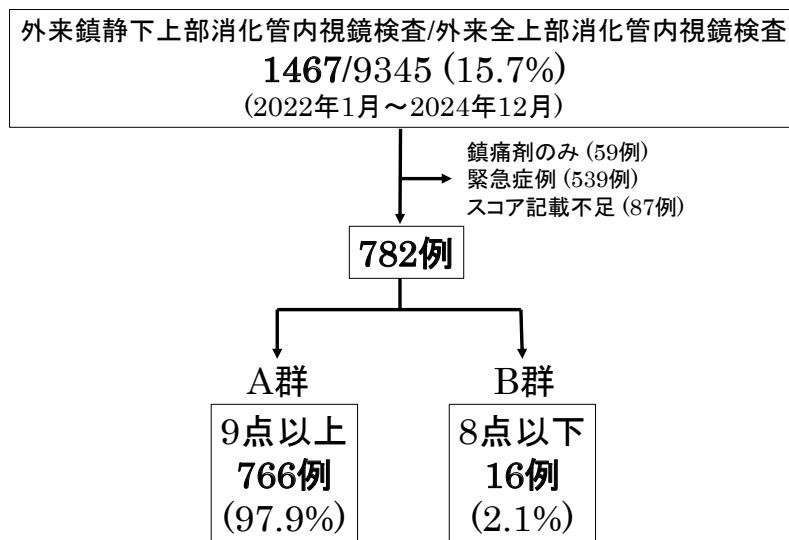 外来鎮静下上部消化管内視鏡検査/外来全上部消化管内視鏡検査
1467/9345 (15.7%)
(2022年1月～2024年12月)
鎮痛剤のみ (59例)
緊急症例 (539例)
スコア記載不足 (87例)
782例
A群
9点以上
766例
(97.9%)
B群
8点以下
16例
(2.1%)